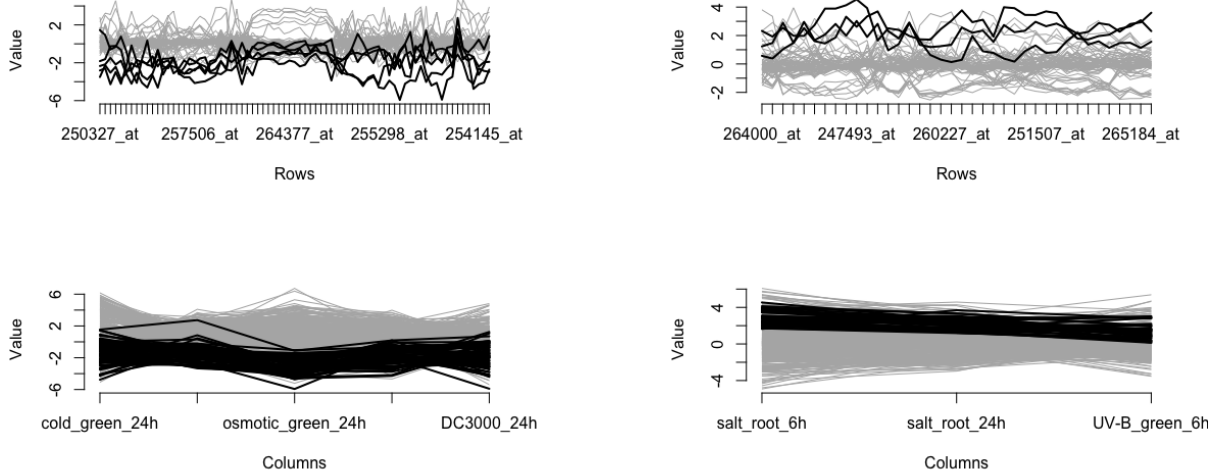 Value
2
-2
-6
250327_at 257506_at 264377_at 255298_at 254145_at
Rows
Value
4
2
0
-2
264000_at 247493_at 260227_at 251507_at 265184_at
Rows
Value
6
2
-2
-6
cold_green_24h osmotic_green_24h DC3000_24h
Columns
Value
4
0
-4
salt_root_6h salt_root_24h UV-B_green_6h
Columns